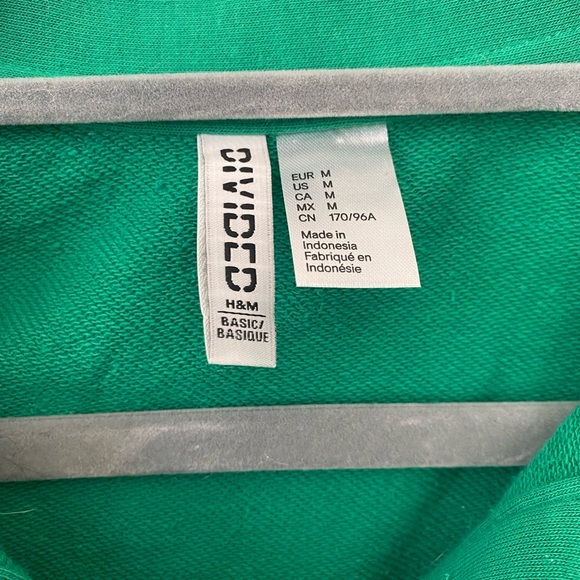 DIVIDED
H&M
BASIC/
BASIQUE
EUR M
US M
CA M
MX M
CN 170/96A
Made in
Indonesia
Fabriqué en
Indonésie